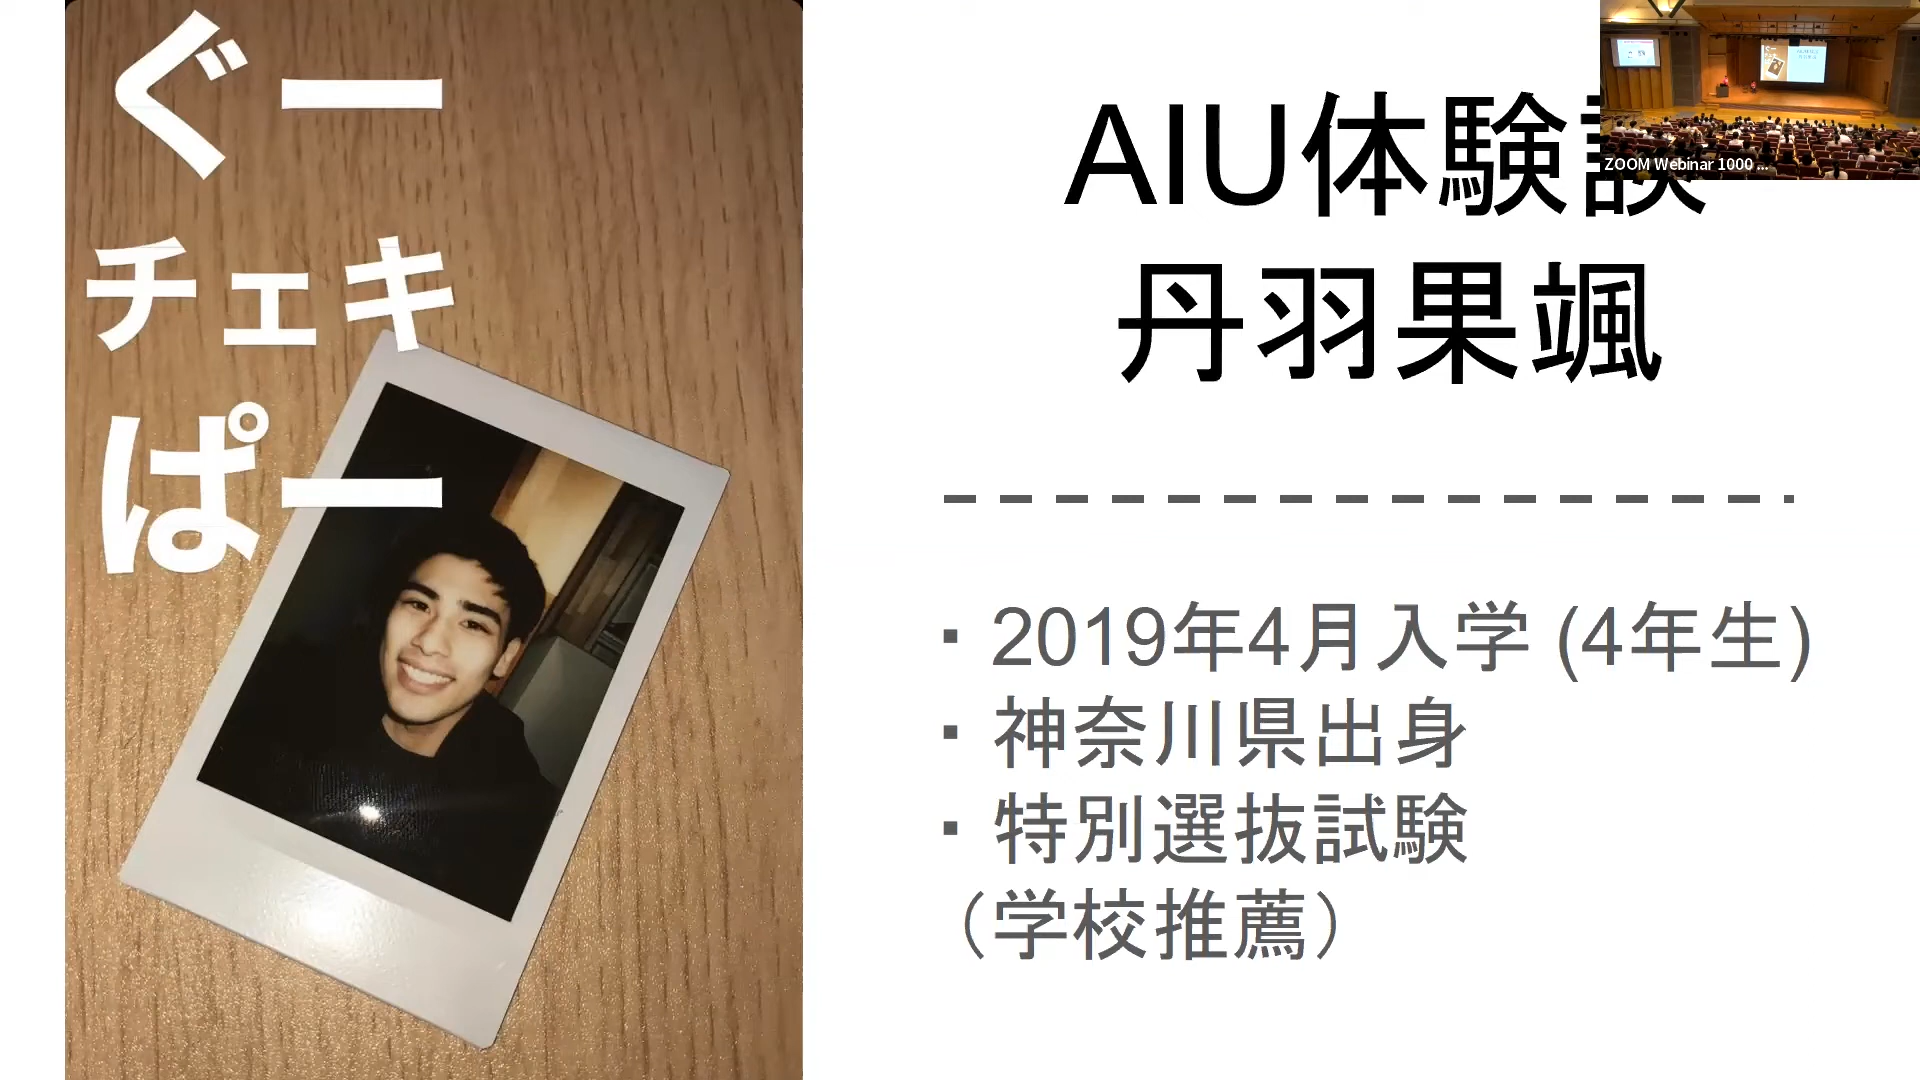 ぐー
チェキ
ぱー
AIU体験談
丹羽果颯
・2019年4月入学 (4年生)
・神奈川県出身
・特別選抜試験
（学校推薦）
ZOOM Webinar 1000 ...